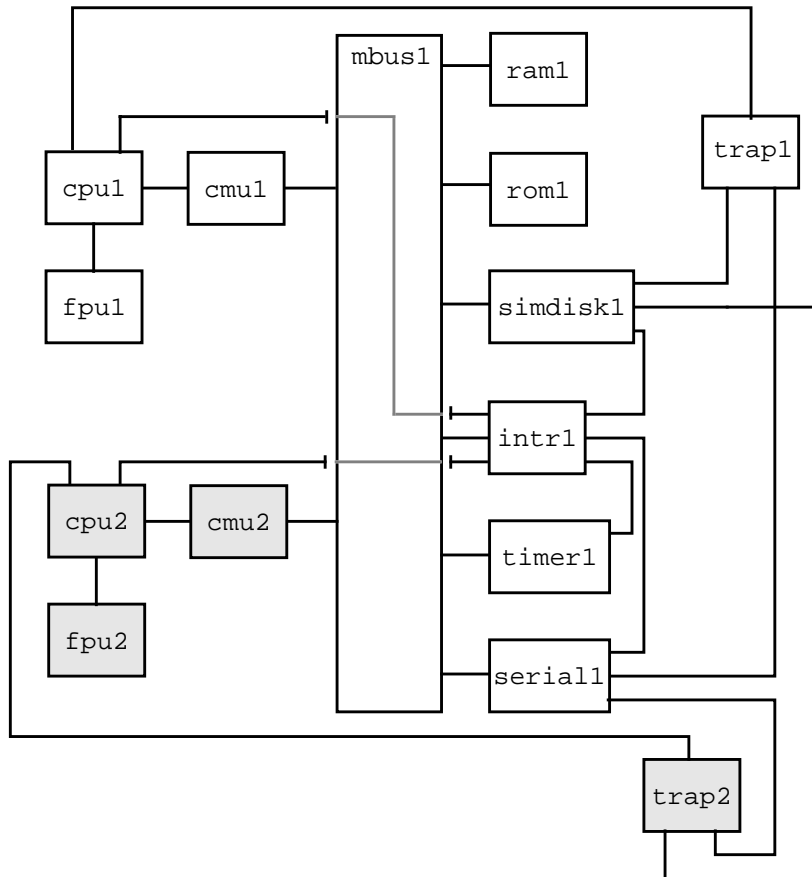 mbus1
ram1
trap1
cpu1
cmu1
rom1
fpu1
simdisk1
intr1
cpu2
cmu2
timer1
fpu2
serial1
trap2